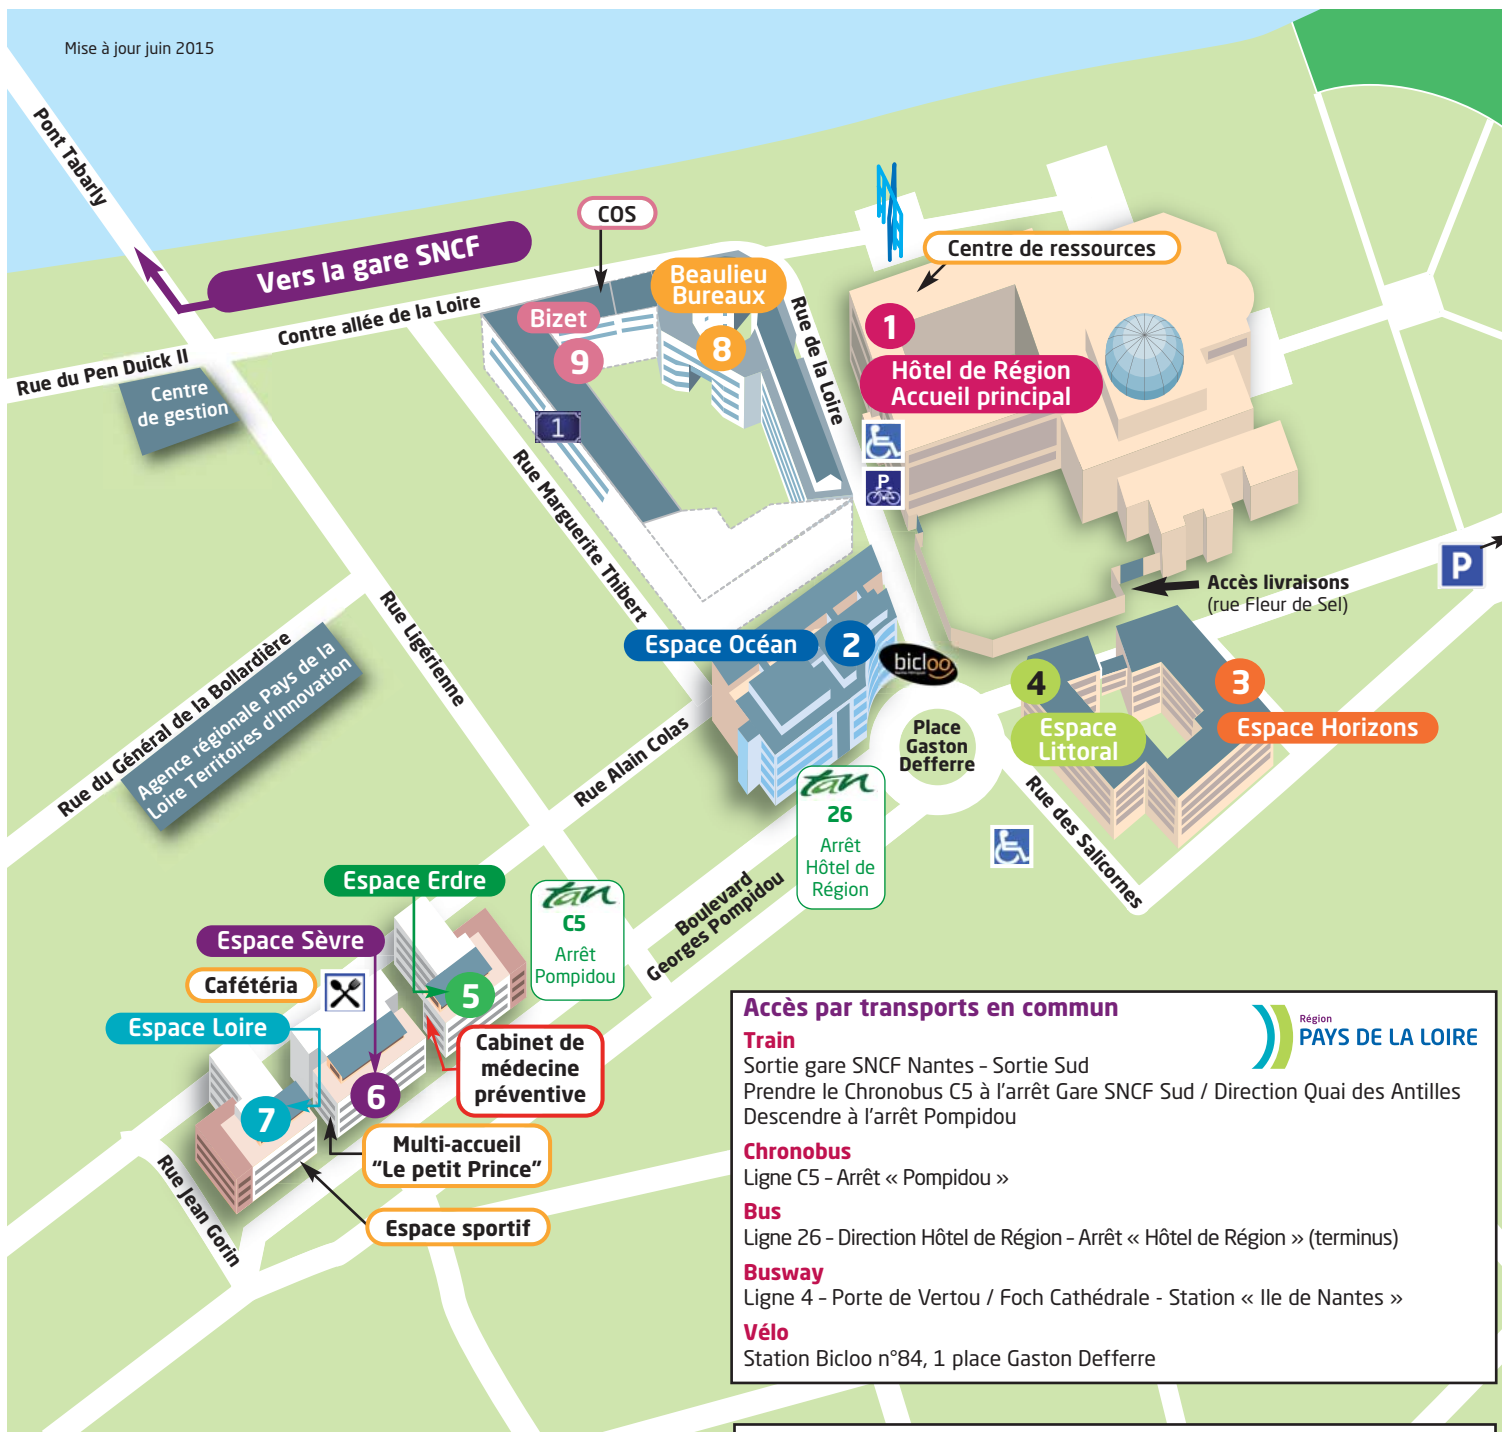 Mise à jour juin 2015
Pont Tabarly
Vers la gare SNCF
COS
Centre de ressources
Beaulieu
Bureaux
8
Bizet
9
1
Rue de la Loire
1
Hôtel de Région
Accueil principal
P
Contre allée de la Loire
Rue du Pen Duick II
Centre
de gestion
Rue Marguerite Thibert
Rue Ligérienne
Accès livraisons
(rue Fleur de Sel)
P
Espace Océan
2
bicloo
4
Espace
Littoral
3
Espace Horizons
Place
Gaston
Defferre
Rue du Général de la Bollardière
Agence régionale Pays de la
Loire Territoires d'Innovation
Rue Alain Colas
tan
26
Arrêt
Hôtel de
Région
Rue des Salicornes
Boulevard
Georges Pompidou
Espace Erdre
tan
C5
Arrêt
Pompidou
Espace Sèvre
Cafétéria
5
Espace Loire
Cabinet de
médecine
préventive
6
7
Multi-accueil
“Le petit Prince”
Espace sportif
Rue Jean Gorin
Accès par transports en commun
Région
PAYS DE LA LOIRE
Train
Sortie gare SNCF Nantes – Sortie Sud
Prendre le Chronobus C5 à l'arrêt Gare SNCF Sud / Direction Quai des Antilles
Descendre à l'arrêt Pompidou
Chronobus
Ligne C5 – Arrêt « Pompidou »
Bus
Ligne 26 – Direction Hôtel de Région – Arrêt « Hôtel de Région » (terminus)
Busway
Ligne 4 – Porte de Vertou / Foch Cathédrale - Station « Ile de Nantes »
Vélo
Station Bicloo n°84, 1 place Gaston Defferre